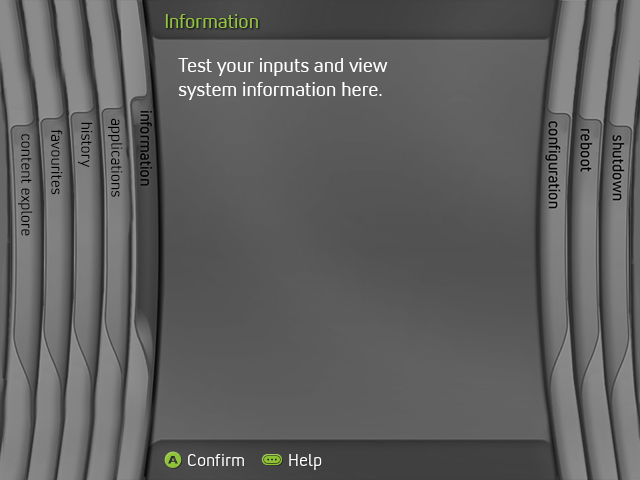 Information
Test your inputs and view
system information here.
content explore
favourites
history
applications
information
configuration
reboot
shutdown
A Confirm
Help